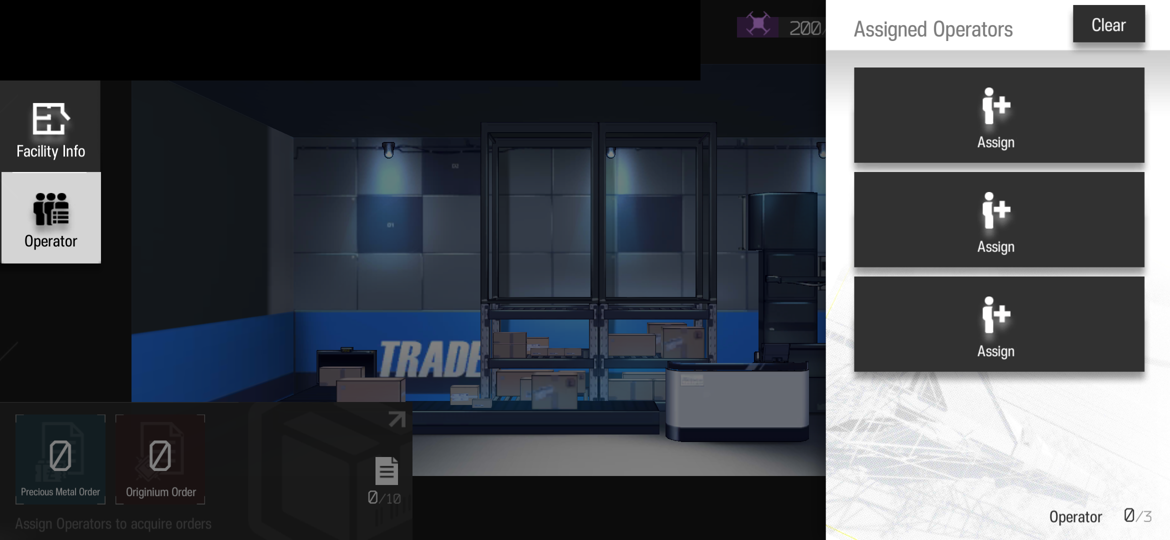 200
Assigned Operators
Clear
Facility Info
Operator
Assign
Assign
Assign
TRADE
0
0
Precious Metal Order
Originium Order
0/10
Assign Operators to acquire orders
Operator 0/3